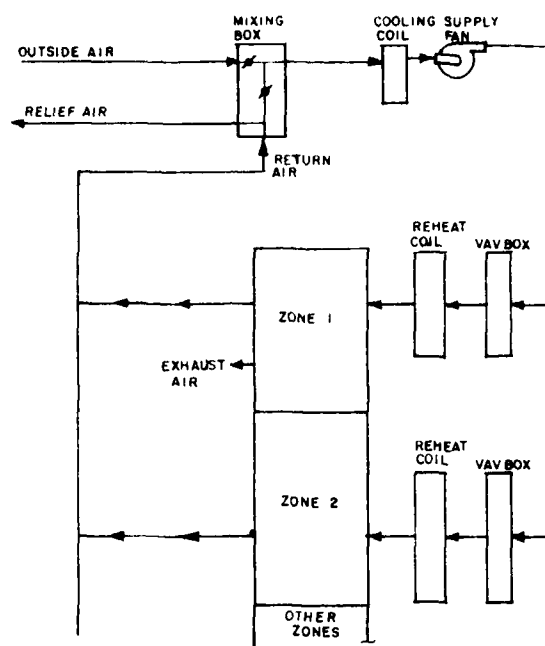 MIXING
BOX
COOLING SUPPLY
COIL FAN
OUTSIDE AIR
RELIEF AIR
RETURN
AIR
REHEAT
COIL
VAV BOX
ZONE 1
EXHAUST
AIR
REHEAT
COIL
VAV BOX
ZONE 2
OTHER
ZONES